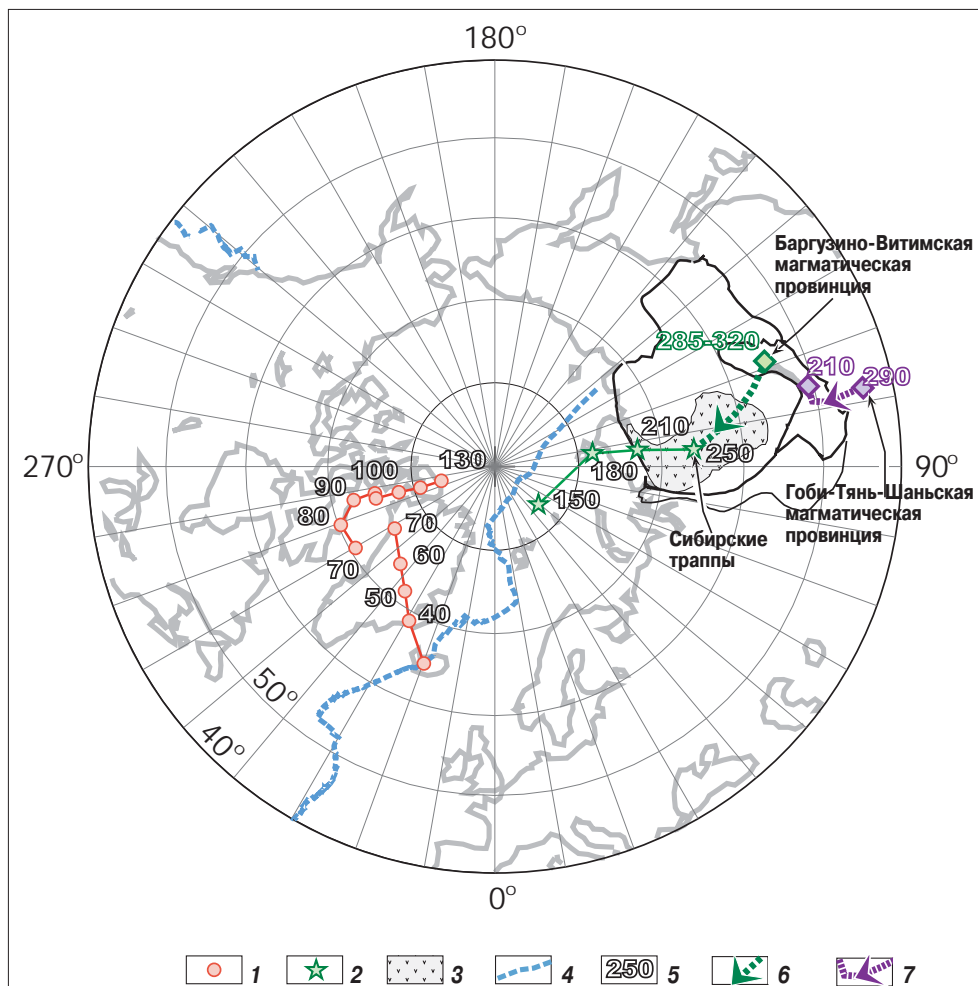 180°
Баргузино-Витимская
магматическая
провинция
285-320
210
290
210
250
180
150
130
100
90
80
70
70
60
50
40
270°
90°
Гоби-Тянь-Шаньская
магматическая
провинция
Сибирские
траппы
50°
40°
0°
1 2 3 4 250 5 6 7